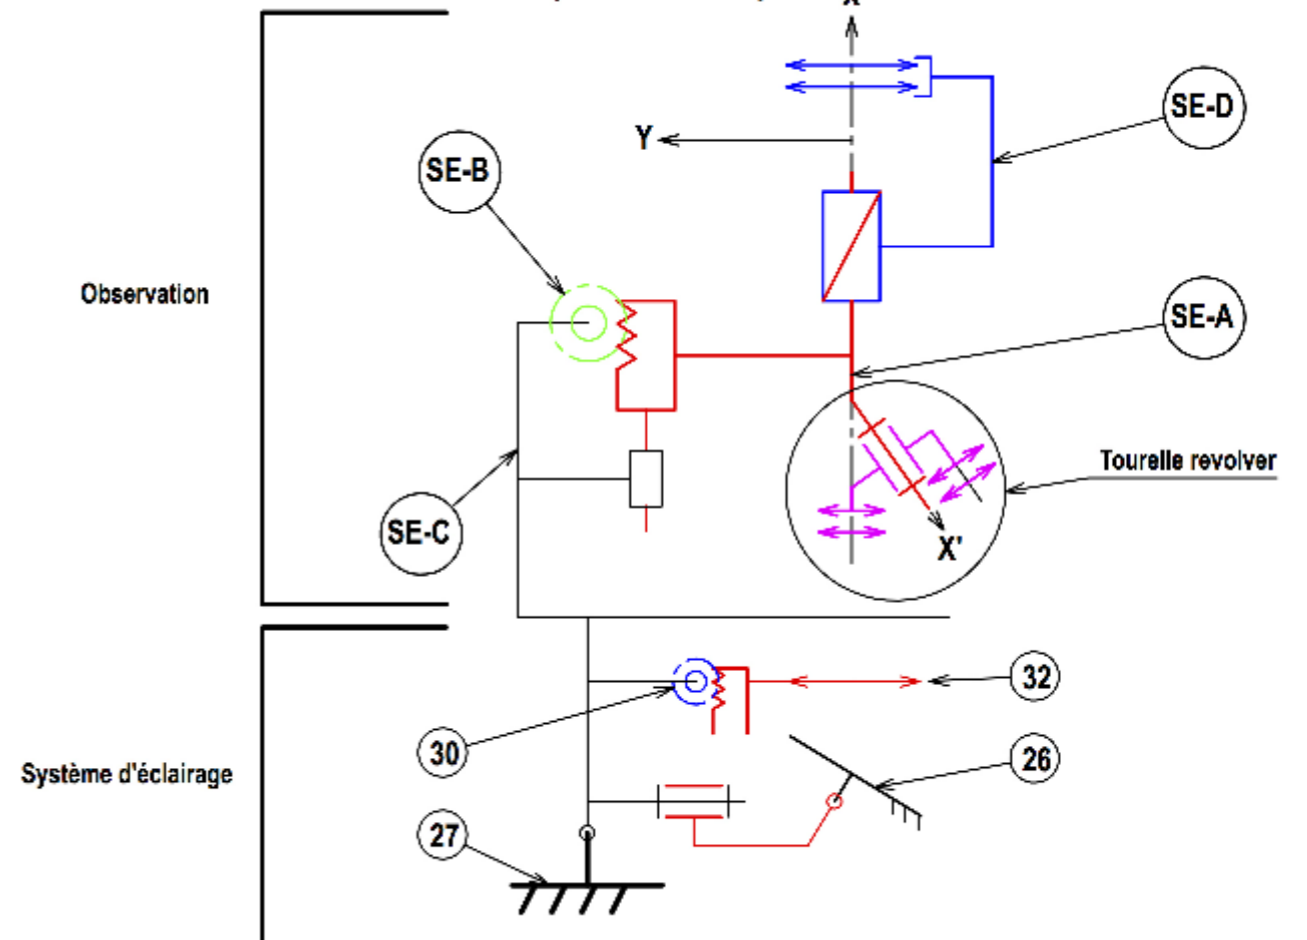 X
SE-D
Y
SE-B
Observation
SE-A
Tourelle revolver
SE-C
X'
32
30
26
Système d'éclairage
27